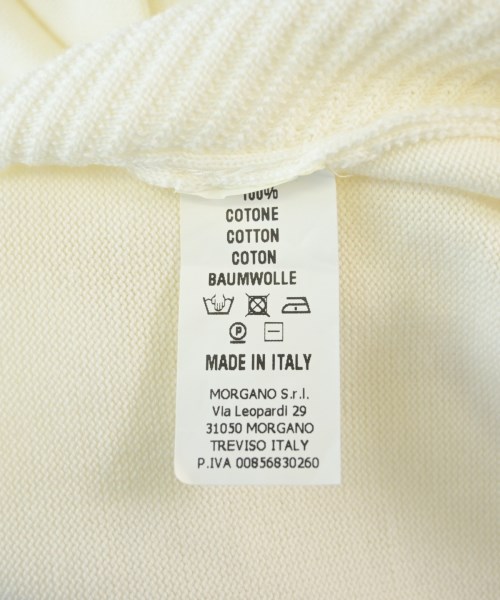 100%
COTONE
COTTON
COTON
BAUMWOLLE
P
MADE IN ITALY
MORGANO S.r.l.
Via Leopardi 29
31050 MORGANO
TREVISO ITALY
P.IVA 00856830260